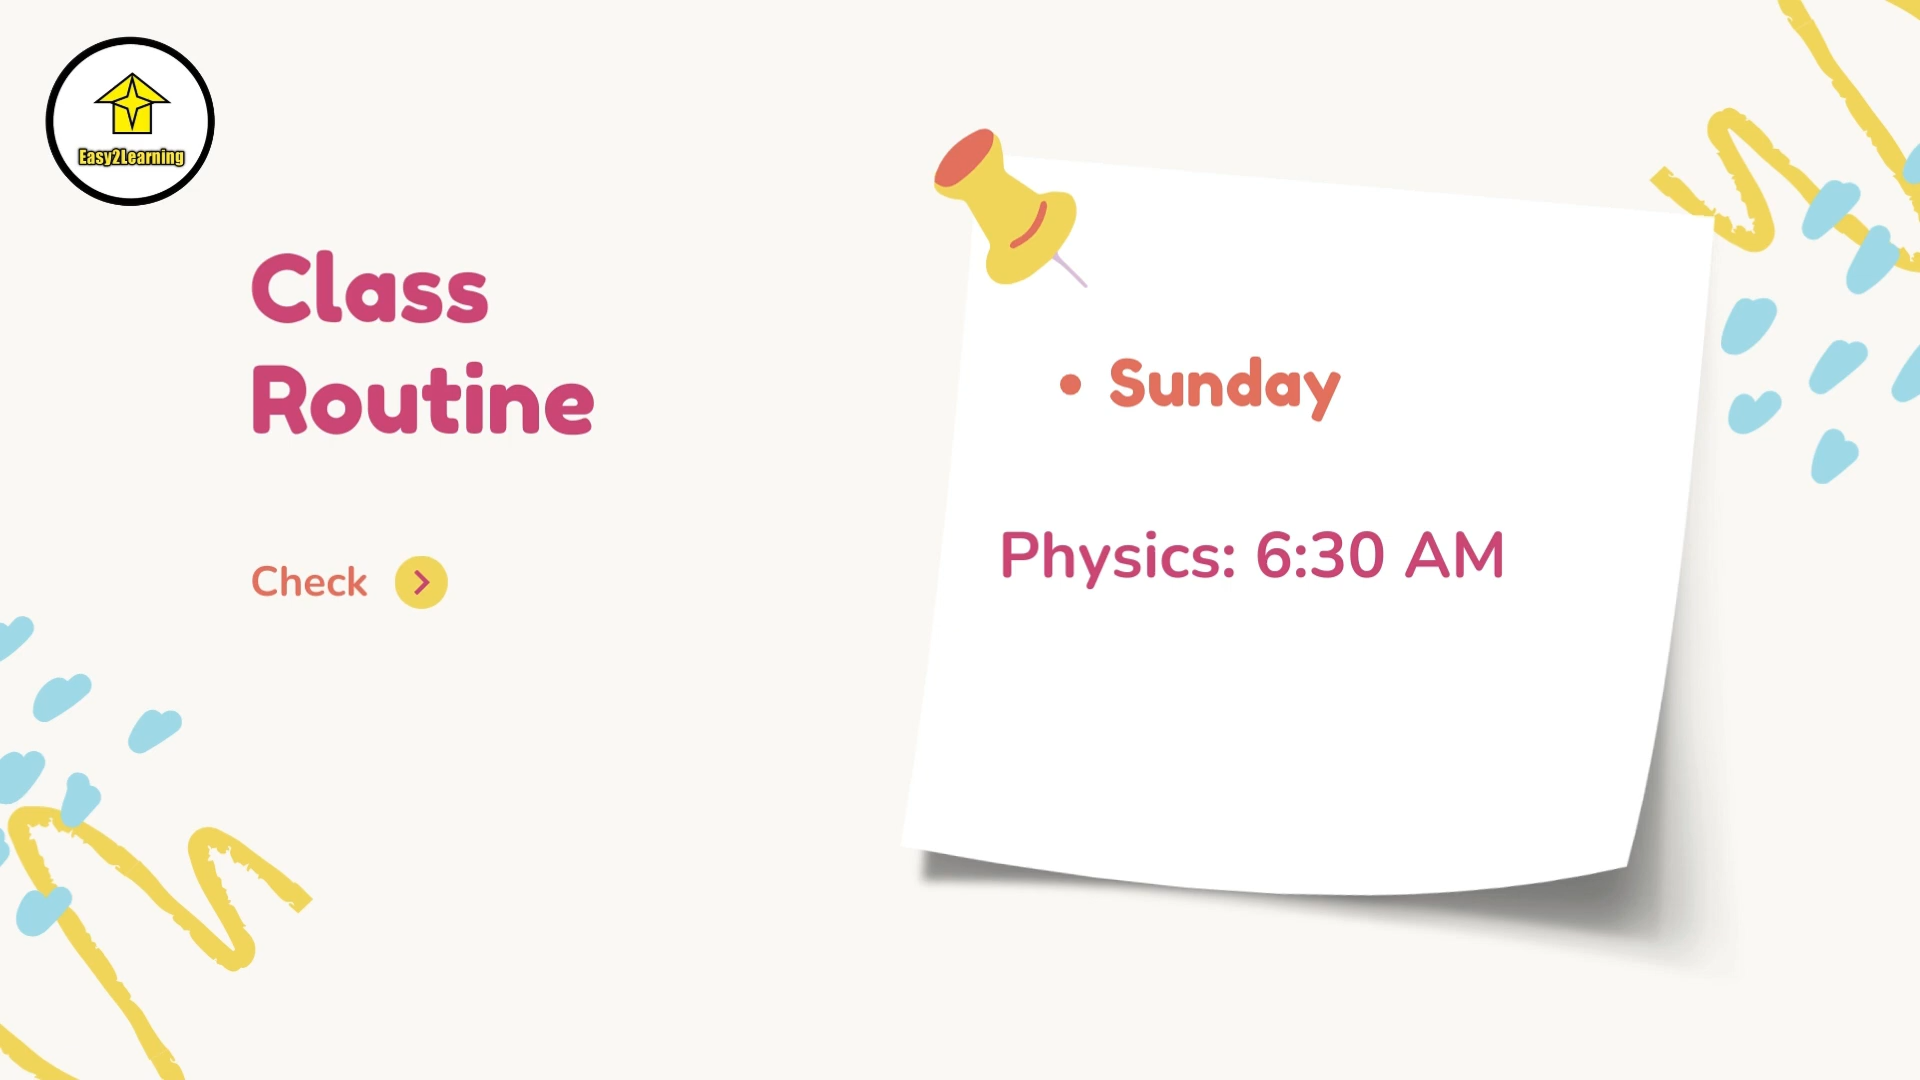 Easy2Learning
Class
Routine
Check
• Sunday
Physics: 6:30 AM